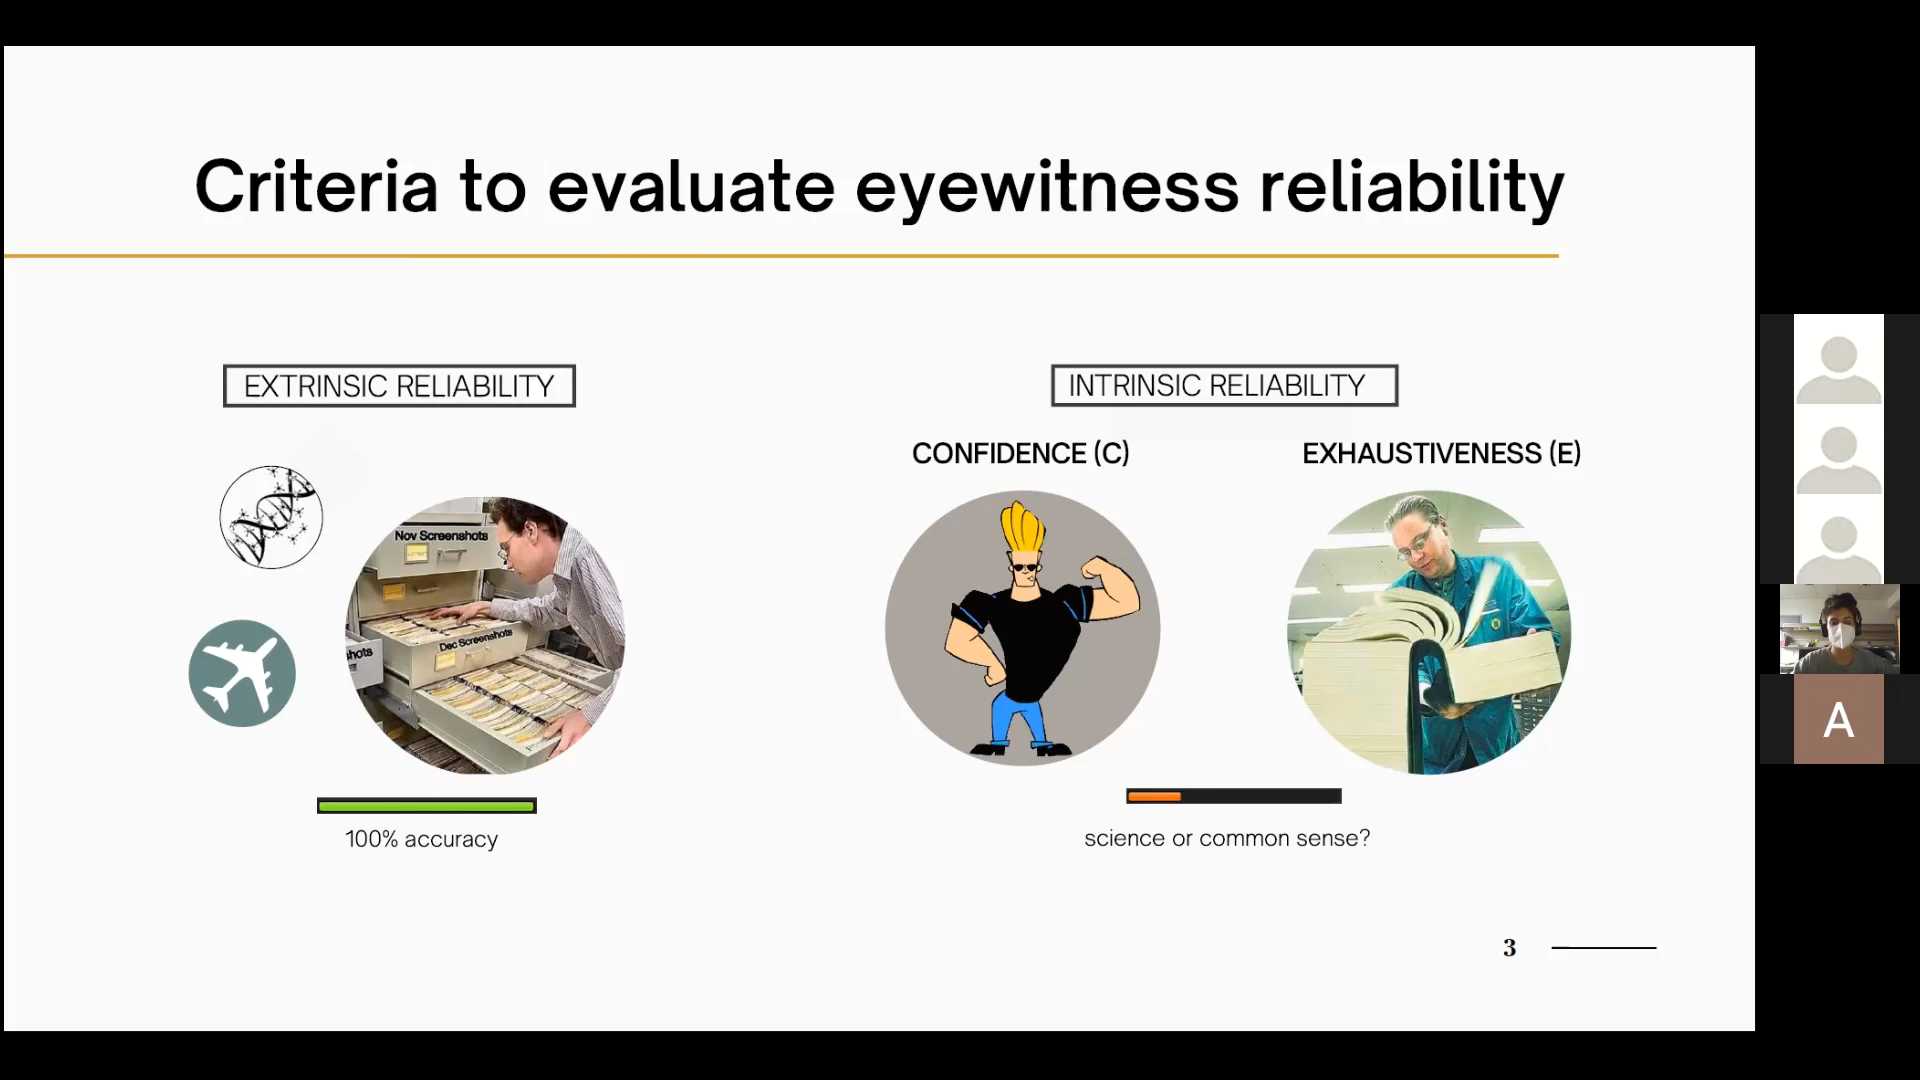 Criteria to evaluate eyewitness reliability
EXTRINSIC RELIABILITY
Nov Screenshots
Dec Screenshots
hots
100% accuracy
INTRINSIC RELIABILITY
CONFIDENCE (C)
EXHAUSTIVENESS (E)
science or common sense?
3
A